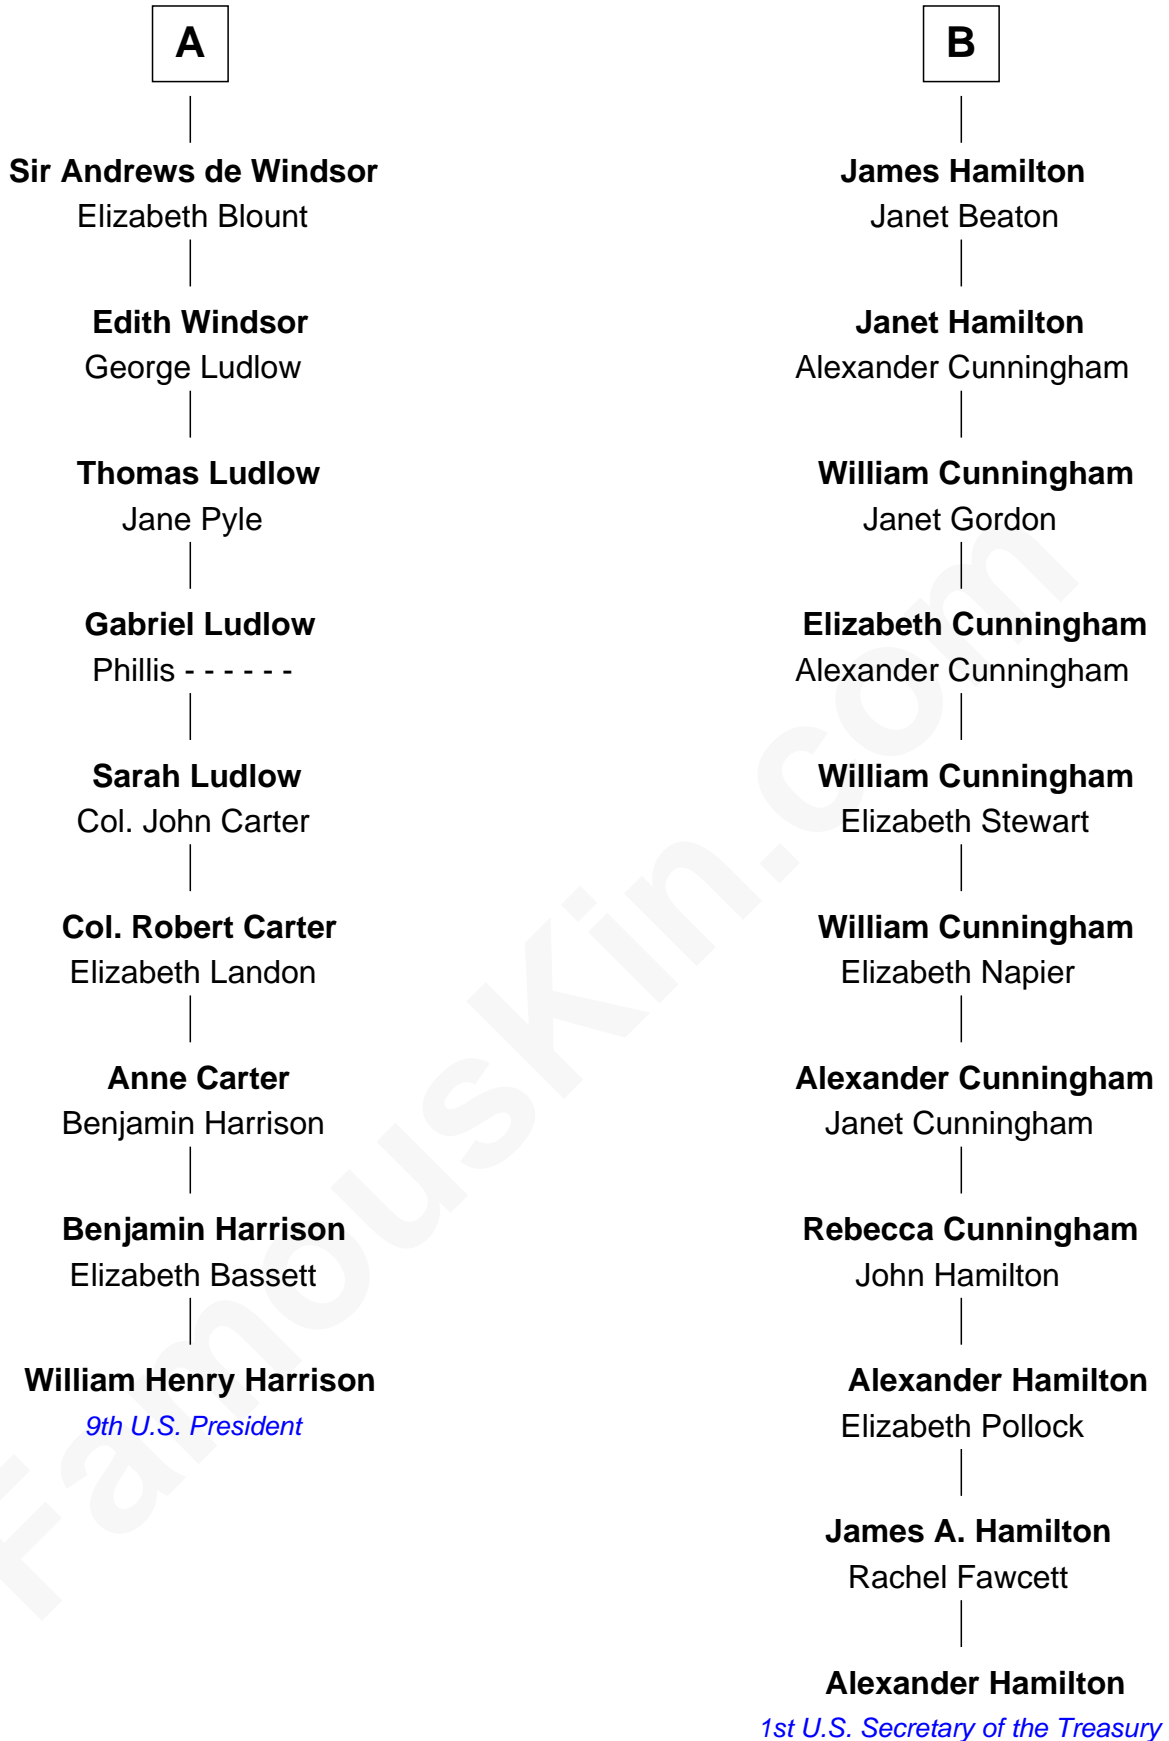 A
Sir Andrews de Windsor
Elizabeth Blount
Edith Windsor
George Ludlow
Thomas Ludlow
Jane Pyle
Gabriel Ludlow
Phillis - - - - - -
Sarah Ludlow
Col. John Carter
Col. Robert Carter
Elizabeth Landon
Anne Carter
Benjamin Harrison
Benjamin Harrison
Elizabeth Bassett
William Henry Harrison
9th U.S. President
B
James Hamilton
Janet Beaton
Janet Hamilton
Alexander Cunningham
William Cunningham
Janet Gordon
Elizabeth Cunningham
Alexander Cunningham
William Cunningham
Elizabeth Stewart
William Cunningham
Elizabeth Napier
Alexander Cunningham
Janet Cunningham
Rebecca Cunningham
John Hamilton
Alexander Hamilton
Elizabeth Pollock
James A. Hamilton
Rachel Fawcett
Alexander Hamilton
1st U.S. Secretary of the Treasury
FamousKin.com